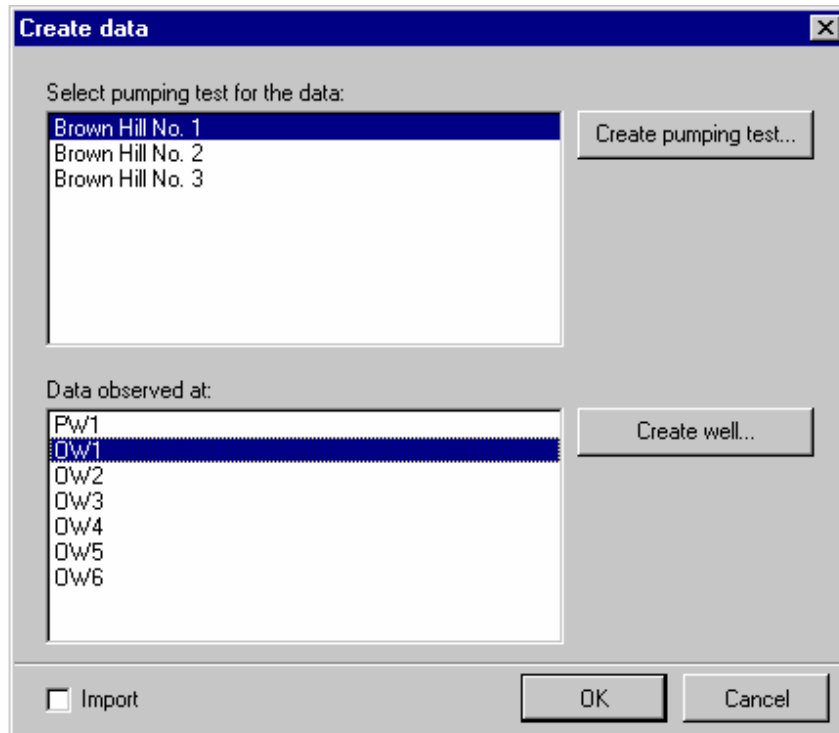 Create data
Select pumping test for the data:
Brown Hill No. 1
Create pumping test...
Brown Hill No. 2
Brown Hill No. 3
Data observed at:
PW1
Create well...
OW1
OW2
OW3
OW4
OW5
OW6
Import
OK
Cancel